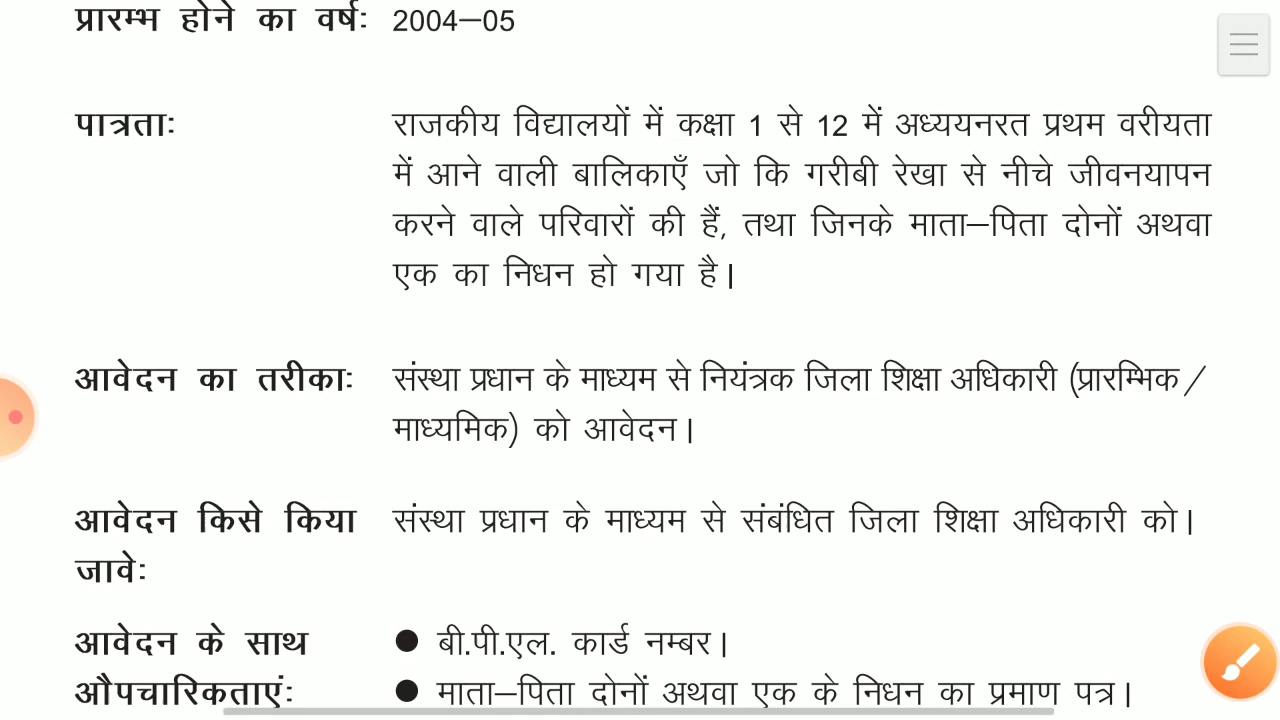 प्रारम्भ होने का वर्ष: 2004–05
पात्रता: राजकीय विद्यालयों में कक्षा 1 से 12 में अध्ययनरत प्रथम वरीयता
में आने वाली बालिकाएँ जो कि गरीबी रेखा से नीचे जीवनयापन
करने वाले परिवारों की हैं, तथा जिनके माता–पिता दोनों अथवा
एक का निधन हो गया है।
आवेदन का तरीका: संस्था प्रधान के माध्यम से नियंत्रक जिला शिक्षा अधिकारी (प्रारम्भिक/
माध्यमिक) को आवेदन।
आवेदन किसे किया संस्था प्रधान के माध्यम से संबंधित जिला शिक्षा अधिकारी को।
जावे:
आवेदन के साथ ● बी.पी.एल. कार्ड नम्बर।
औपचारिकताएं: ● माता–पिता दोनों अथवा एक के निधन का प्रमाण पत्र।